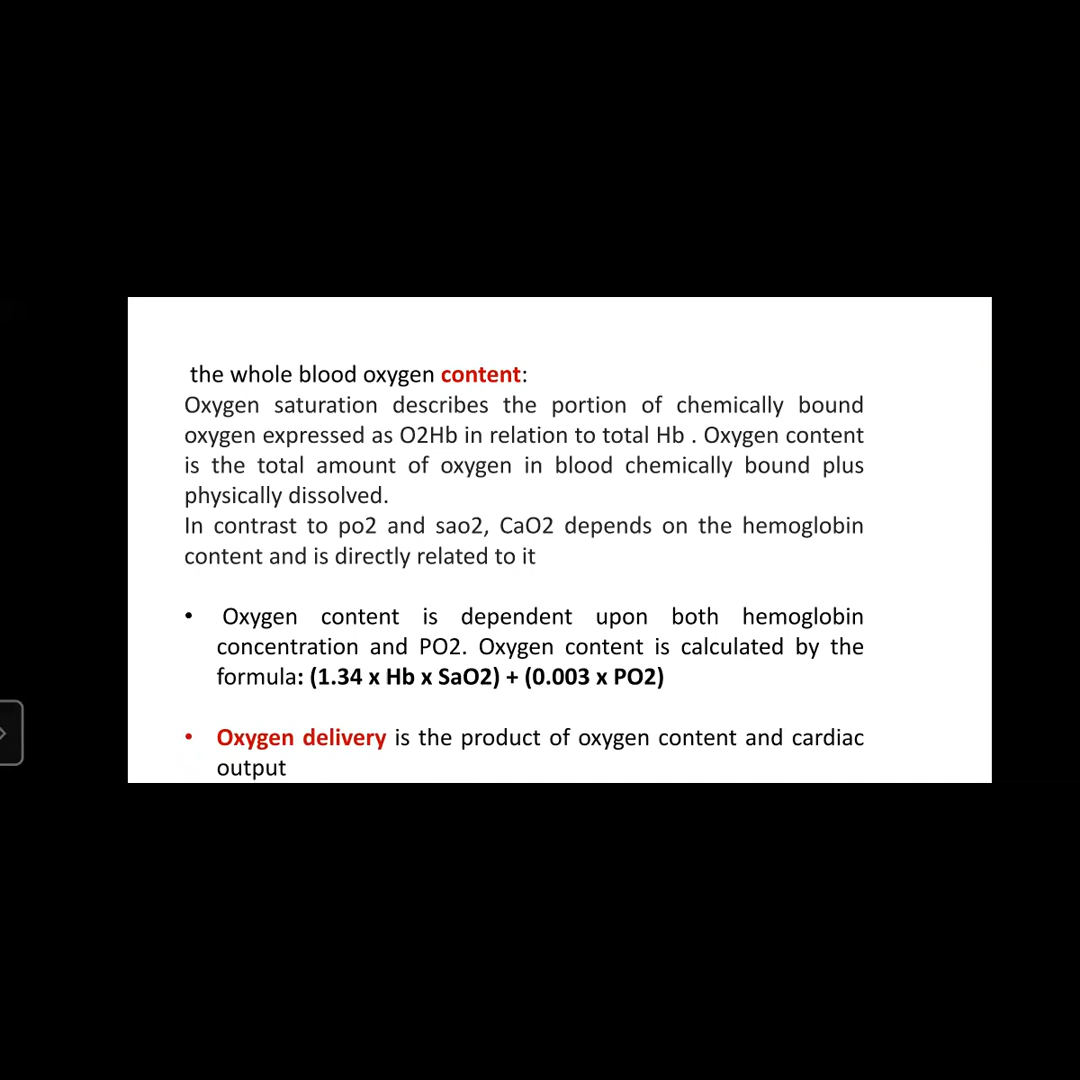 the whole blood oxygen content:
Oxygen saturation describes the portion of chemically bound
oxygen expressed as O2Hb in relation to total Hb . Oxygen content
is the total amount of oxygen in blood chemically bound plus
physically dissolved.
In contrast to po2 and sao2, CaO2 depends on the hemoglobin
content and is directly related to it
• Oxygen content is dependent upon both hemoglobin
concentration and PO2. Oxygen content is calculated by the
formula: (1.34 x Hb x SaO2) + (0.003 x PO2)
• Oxygen delivery is the product of oxygen content and cardiac
output